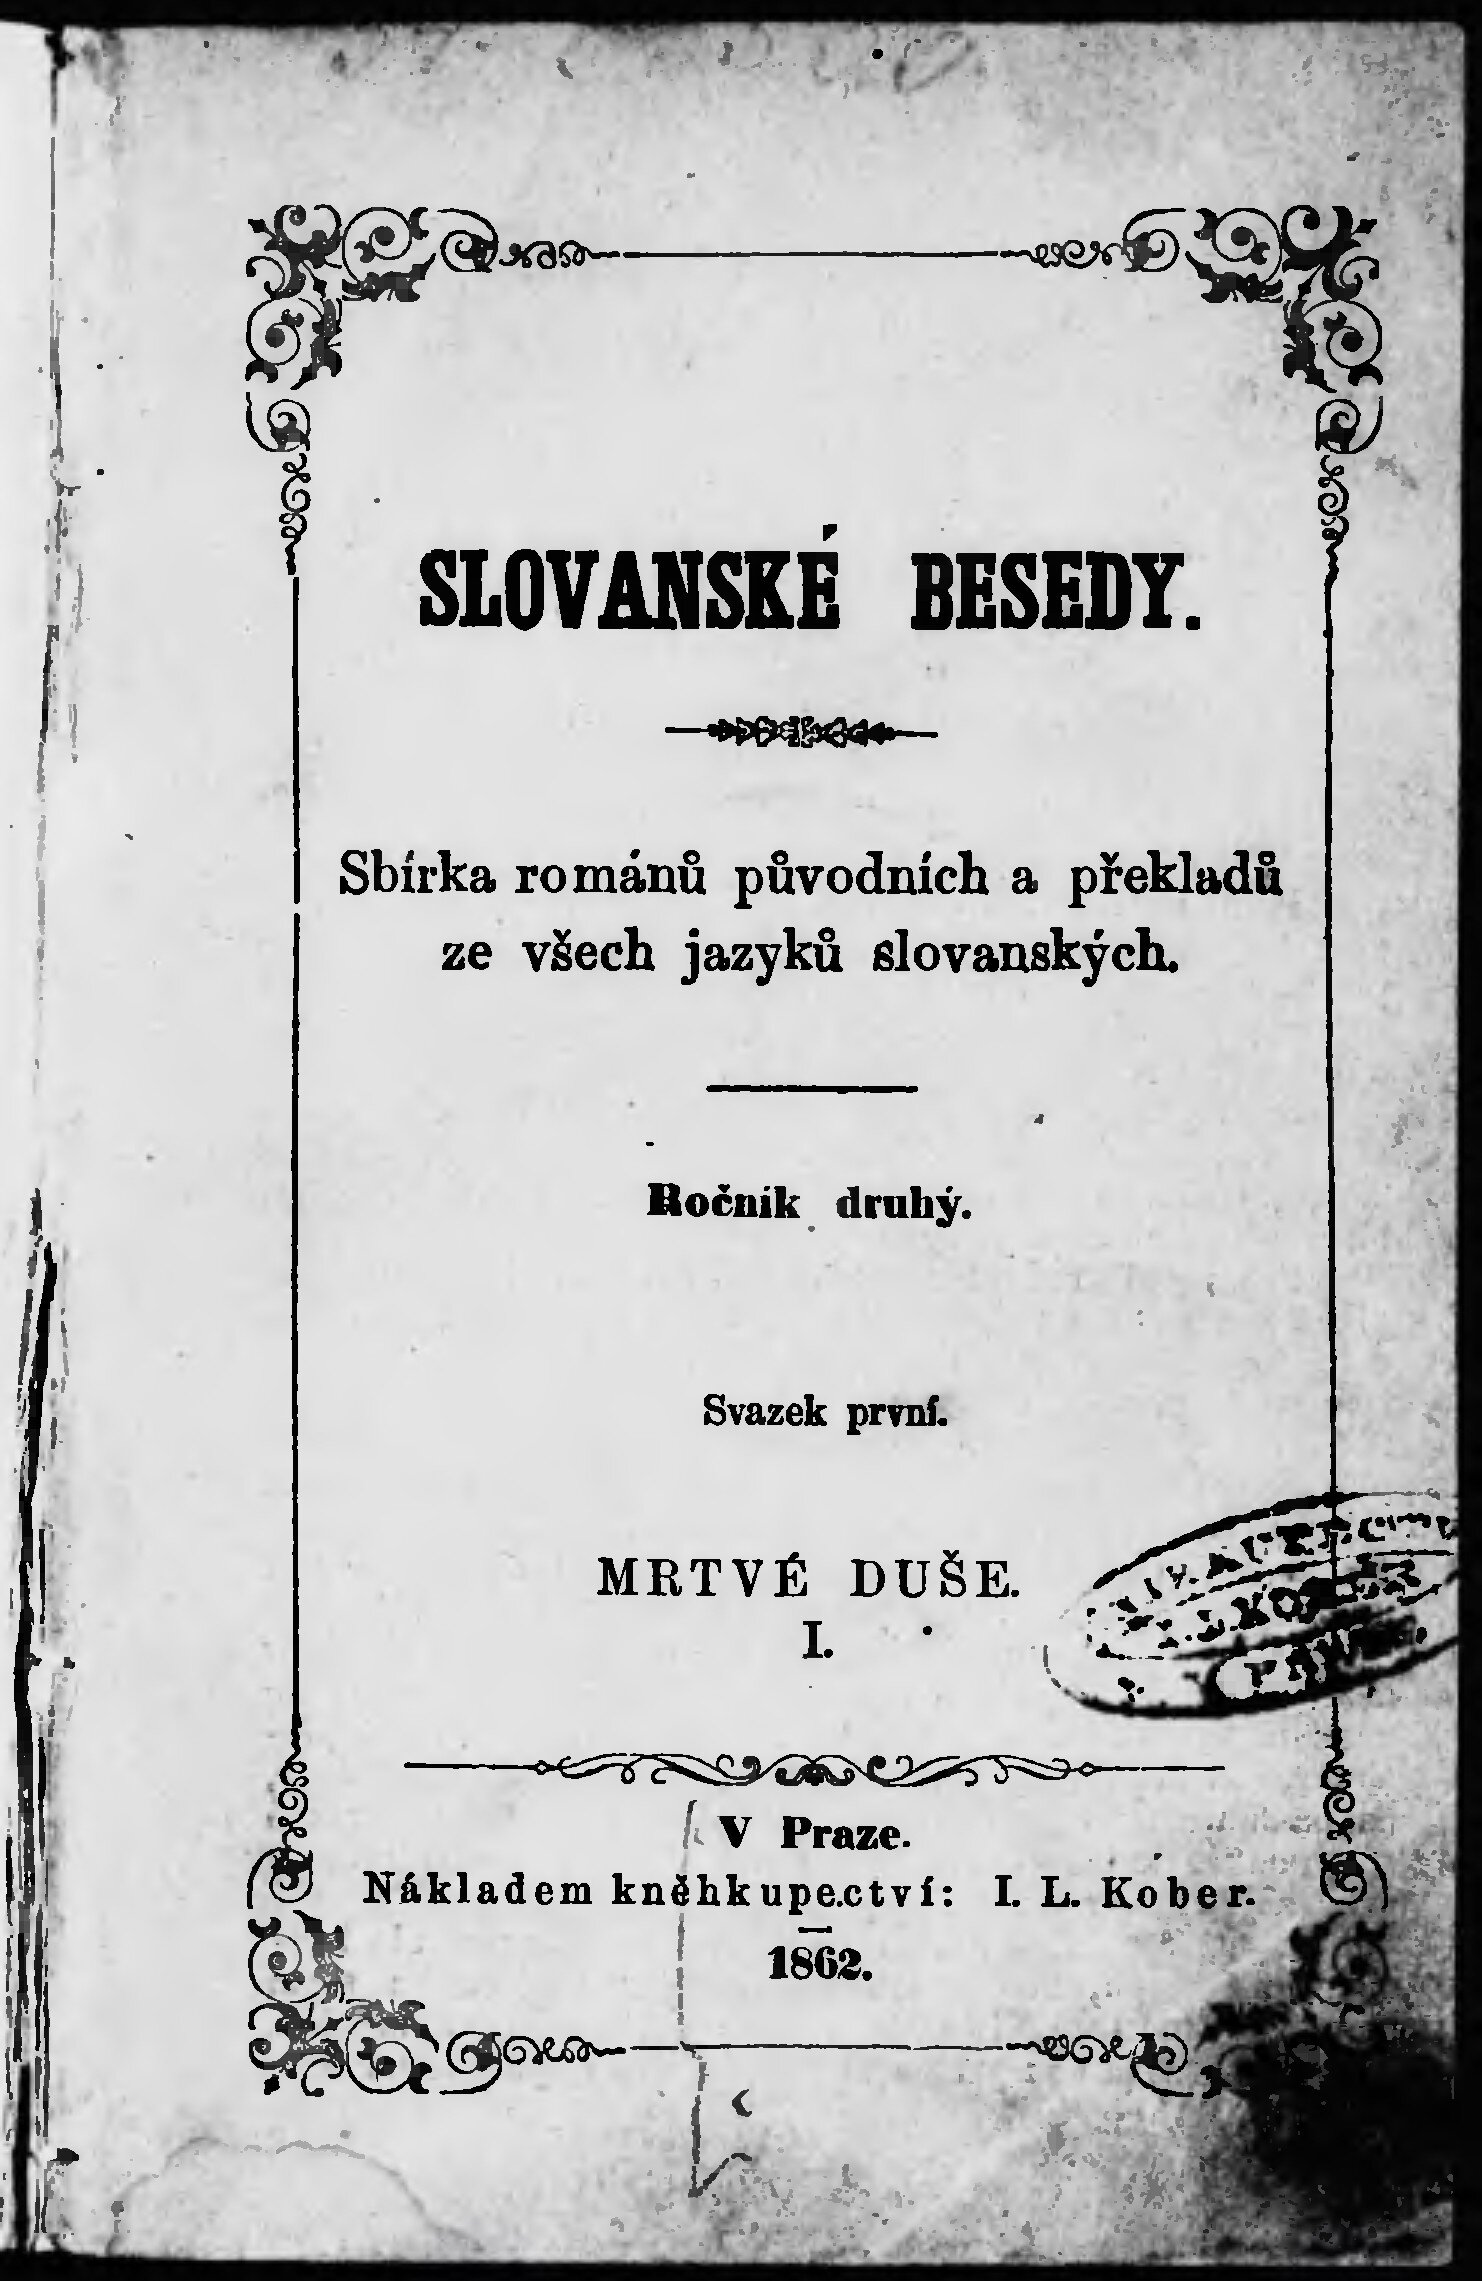 SLOVANSKÉ BESEDY.
Sbírka románů původních a překladů
ze všech jazyků slovanských.
Ročník druhý.
Svazek první.
MRTVÉ DUŠE.
I.
V Praze.
Nákladem kněhkupectví: I. L. Kober.
1862.